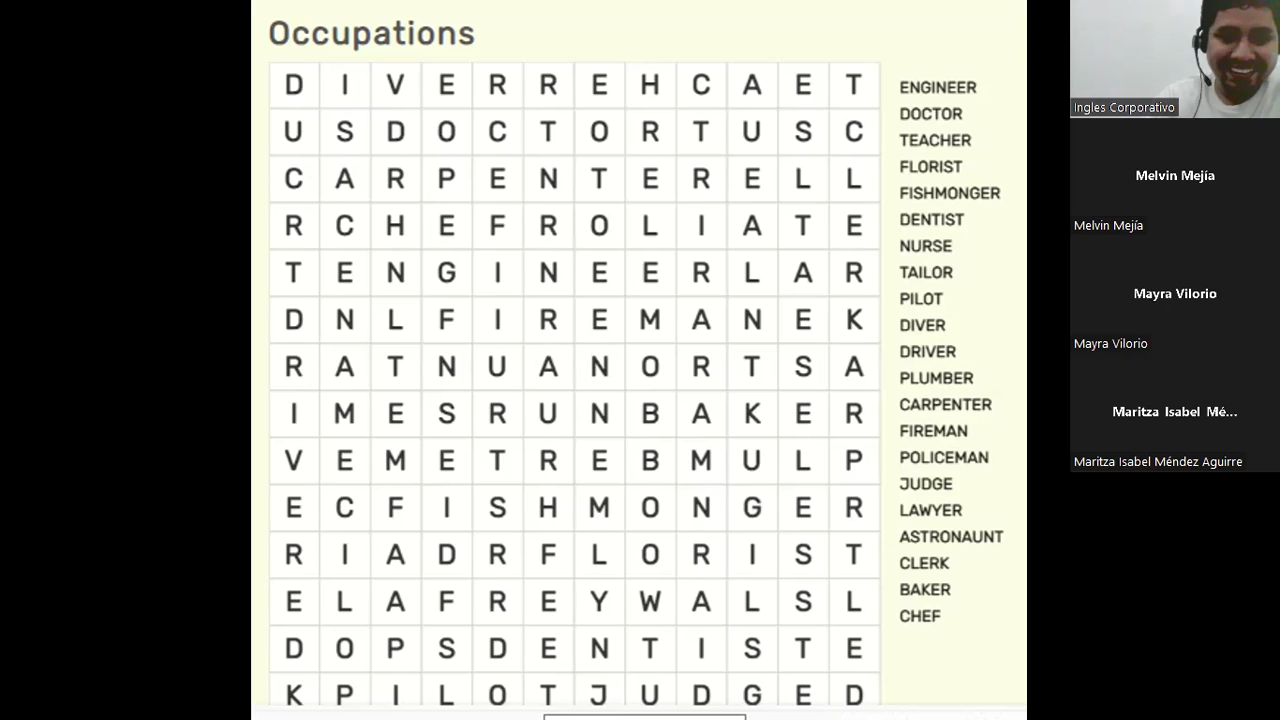 Occupations
D I V E R R E H C A E T
U S D O C T O R T U S C
C A R P E N T E R E L L
R C H E F R O L I A T E
T E N G I N E E R L A R
D N L F I R E M A N E K
R A T N U A N O R T S A
I M E S R U N B A K E R
V E M E T R E B M U L P
E C F I S H M O N G E R
R I A D R F L O R I S T
E L A F R E Y W A L S L
D O P S D E N T I S T E
K P I L O T J U D G E D
ENGINEER
DOCTOR
TEACHER
FLORIST
FISHMONGER
DENTIST
NURSE
TAILOR
PILOT
DIVER
DRIVER
PLUMBER
CARPENTER
FIREMAN
POLICEMAN
JUDGE
LAWYER
ASTRONAUNT
CLERK
BAKER
CHEF
Ingles Corporativo
Melvin Mejía
Melvin Mejía
Mayra Vilorio
Mayra Vilorio
Maritza Isabel Mé...
Maritza Isabel Méndez Aguirre